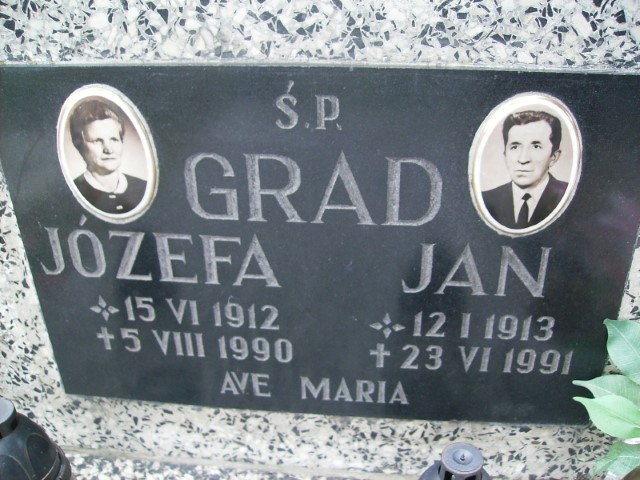 Ś.P.
GRAD
JÓZEFA JAN
15 VI 1912 12 I 1913
✝ 5 VIII 1990 ✝ 23 VI 1991
AVE MARIA